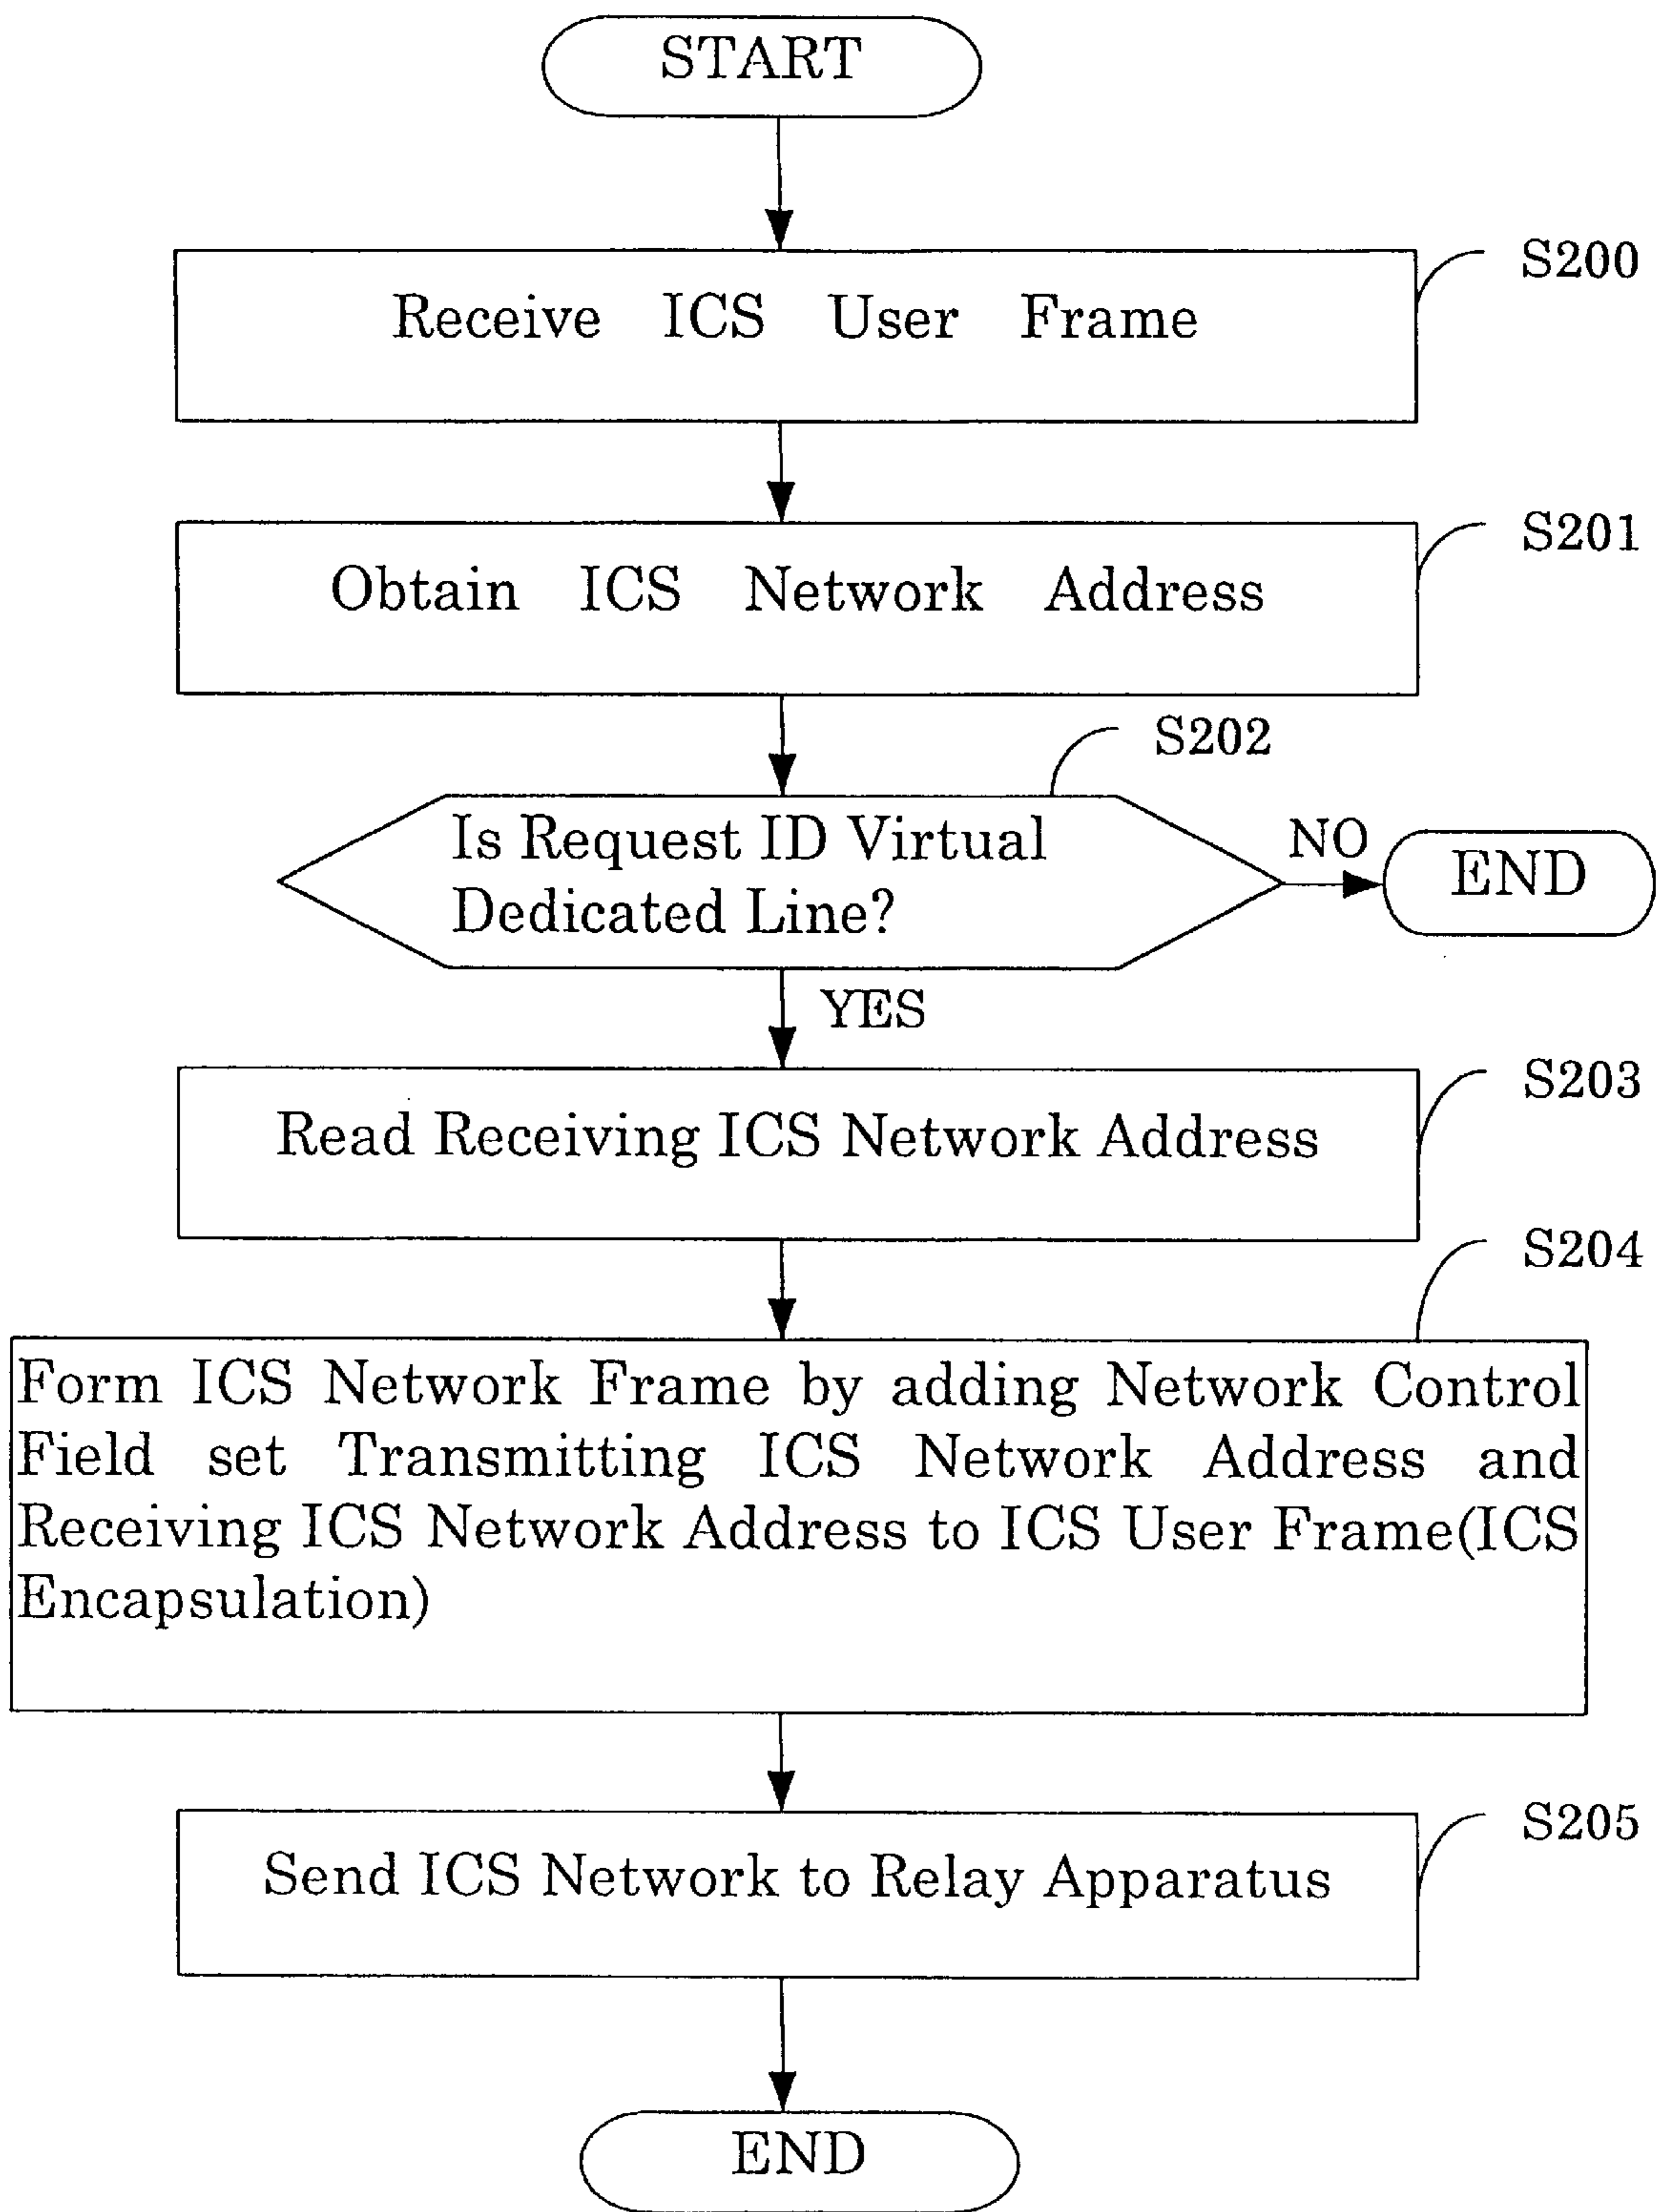 START
S200
Receive ICS User Frame
S201
Obtain ICS Network Address
S202
Is Request ID Virtual
Dedicated Line?
NO
END
YES
S203
Read Receiving ICS Network Address
S204
Form ICS Network Frame by adding Network Control
Field set Transmitting ICS Network Address and
Receiving ICS Network Address to ICS User Frame(ICS
Encapsulation)
S205
Send ICS Network to Relay Apparatus
END